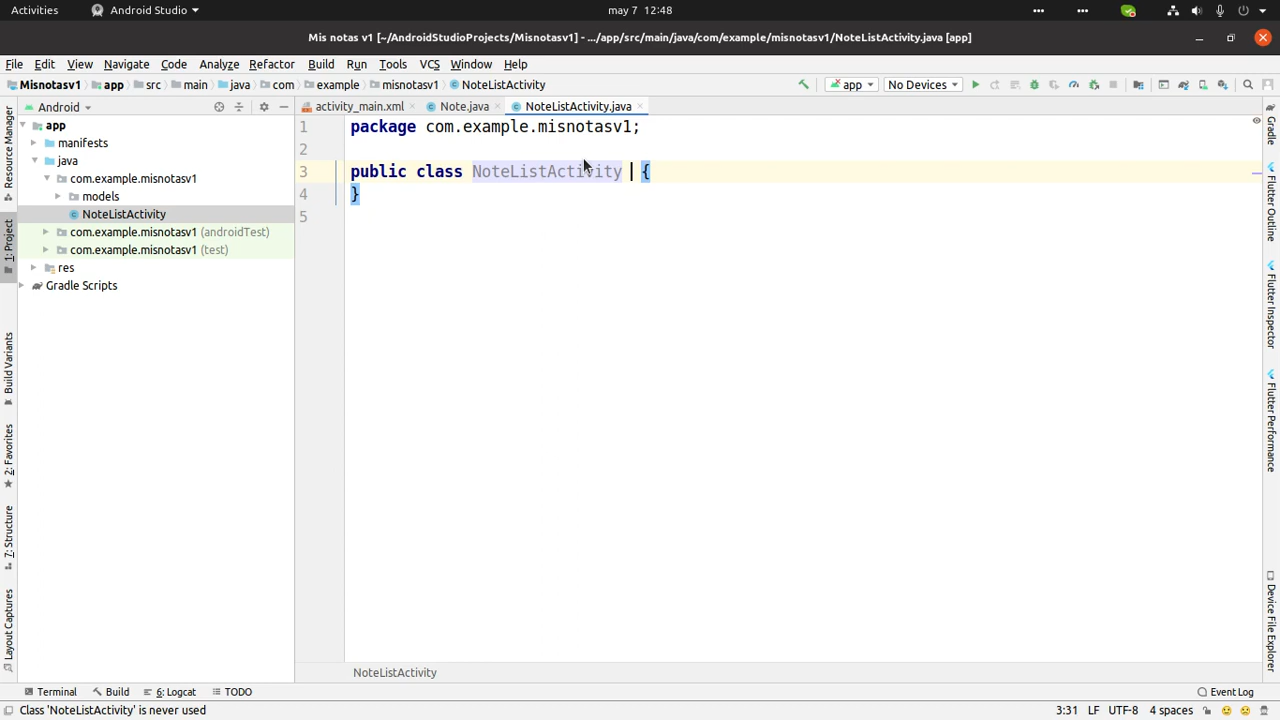 Activities
Android Studio
may 7 12:48
Mis notas v1 [~/AndroidStudioProjects/Misnotasv1] - .../app/src/main/java/com/example/misnotasv1/NoteListActivity.java [app]
File Edit View Navigate Code Analyze Refactor Build Run Tools VCS Window Help
Misnotasv1 app src main java com example misnotasv1 NoteListActivity
app
No Devices
Android
activity_main.xml
Note.java
NoteListActivity.java
app
manifests
java
com.example.misnotasv1
models
NoteListActivity
com.example.misnotasv1 (androidTest)
com.example.misnotasv1 (test)
res
Gradle Scripts
1 package com.example.misnotasv1;
2
3 public class NoteListActivity {
4 }
5
Resource Manager
1: Project
Build Variants
2: Favorites
7: Structure
Layout Captures
Gradle
Flutter Outline
Flutter Inspector
Flutter Performance
Device File Explorer
NoteListActivity
Terminal Build 6: Logcat TODO
Event Log
Class 'NoteListActivity' is never used
3:31 LF UTF-8 4 spaces